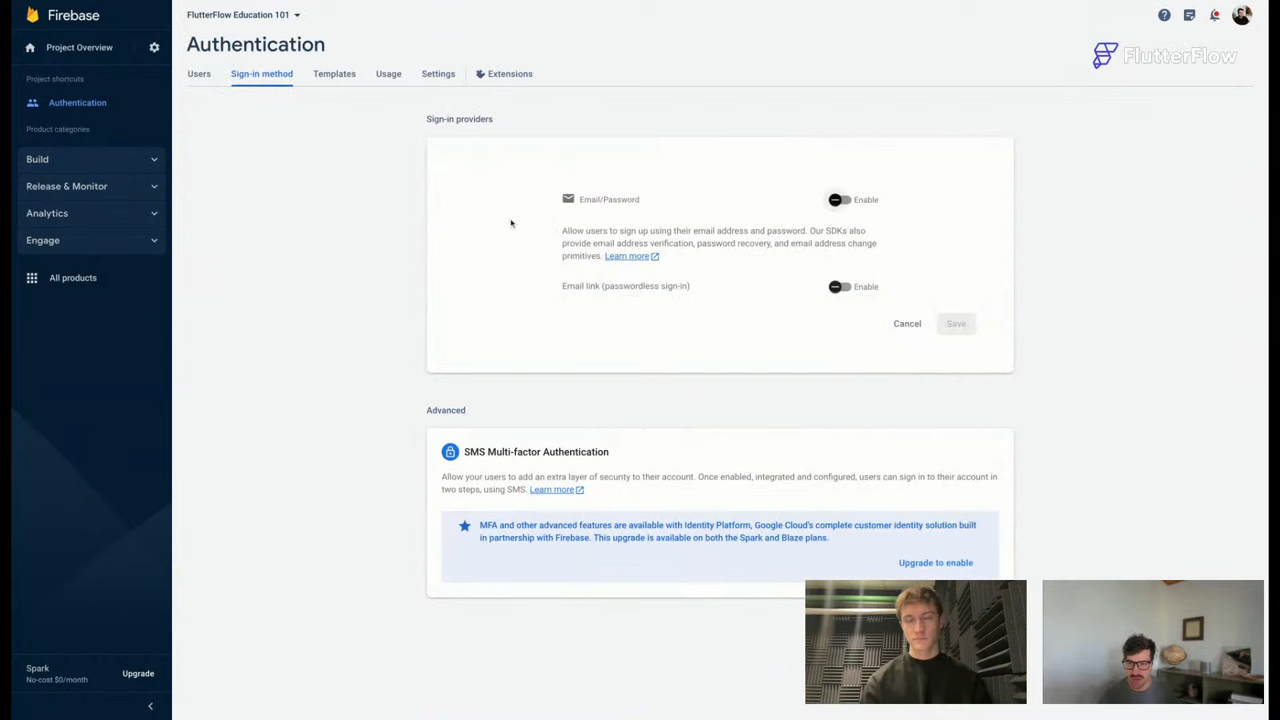 Firebase
FlutterFlow Education 101
Project Overview
Authentication
FlutterFlow
Users
Sign-in method
Templates
Usage
Settings
Extensions
Project shortcuts
Authentication
Product categories
Build
Release & Monitor
Analytics
Engage
All products
Sign-in providers
Email/Password
Enable
Allow users to sign up using their email address and password. Our SDKs also
provide email address verification, password recovery, and email address change
primitives. Learn more
Email link (passwordless sign-in)
Enable
Cancel
Save
Advanced
SMS Multi-factor Authentication
Allow your users to add an extra layer of security to their account. Once enabled, integrated and configured, users can sign in to their account in
two steps, using SMS. Learn more
MFA and other advanced features are available with Identity Platform, Google Cloud's complete customer identity solution built
in partnership with Firebase. This upgrade is available on both the Spark and Blaze plans.
Upgrade to enable
Spark
No-cost $0/month
Upgrade